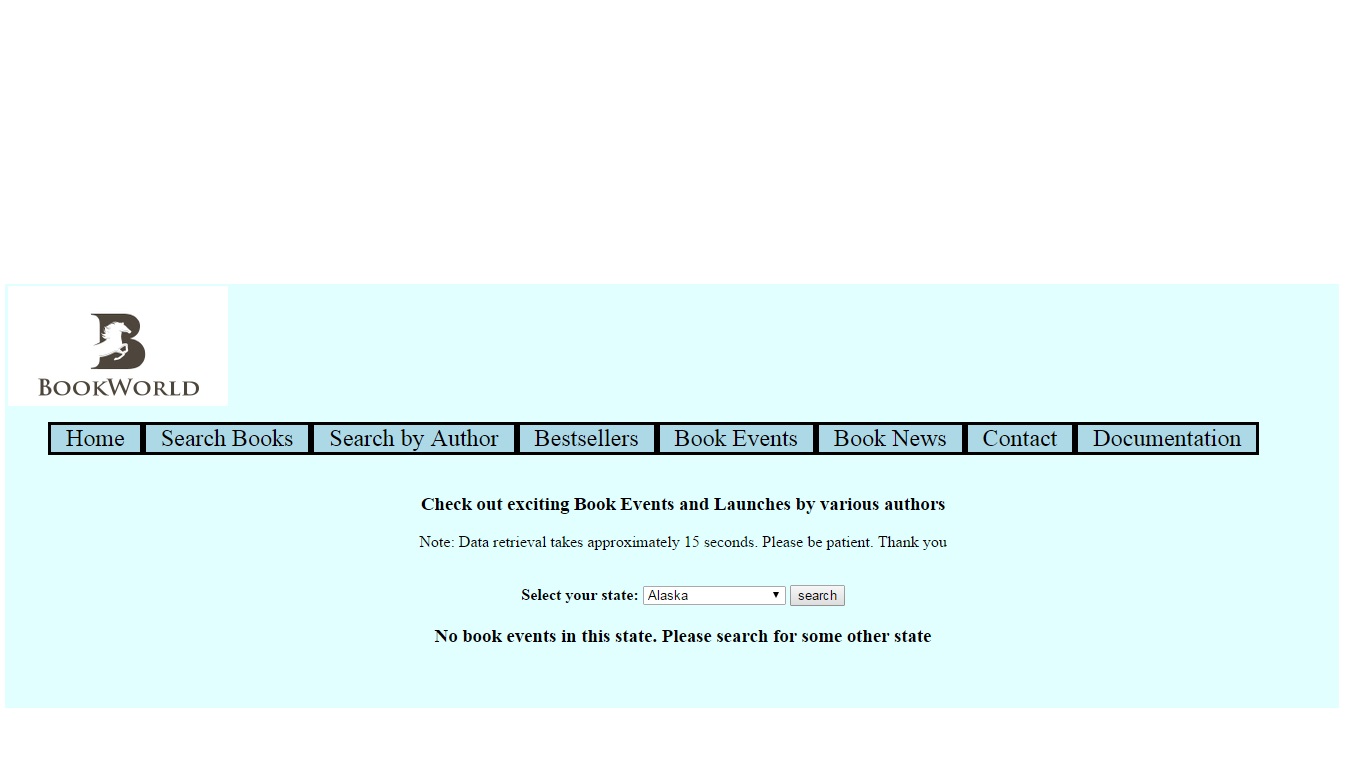 B
BookWorld
Home Search Books Search by Author Bestsellers Book Events Book News Contact Documentation
Check out exciting Book Events and Launches by various authors
Note: Data retrieval takes approximately 15 seconds. Please be patient. Thank you
Select your state: Alaska search
No book events in this state. Please search for some other state